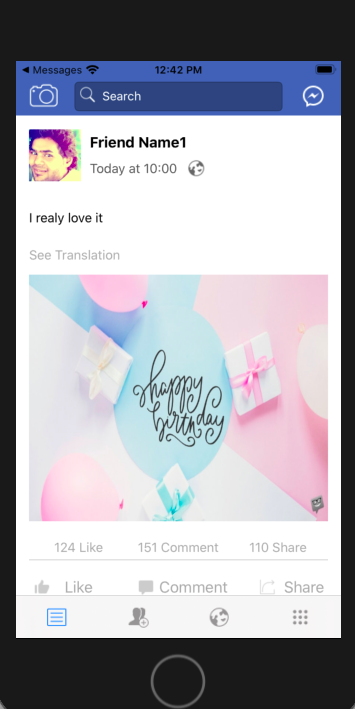 ◀ Messages 12:42 PM
Search
Friend Name1
Today at 10:00
I realy love it
See Translation
happy
birthday
124 Like 151 Comment 110 Share
Like Comment Share